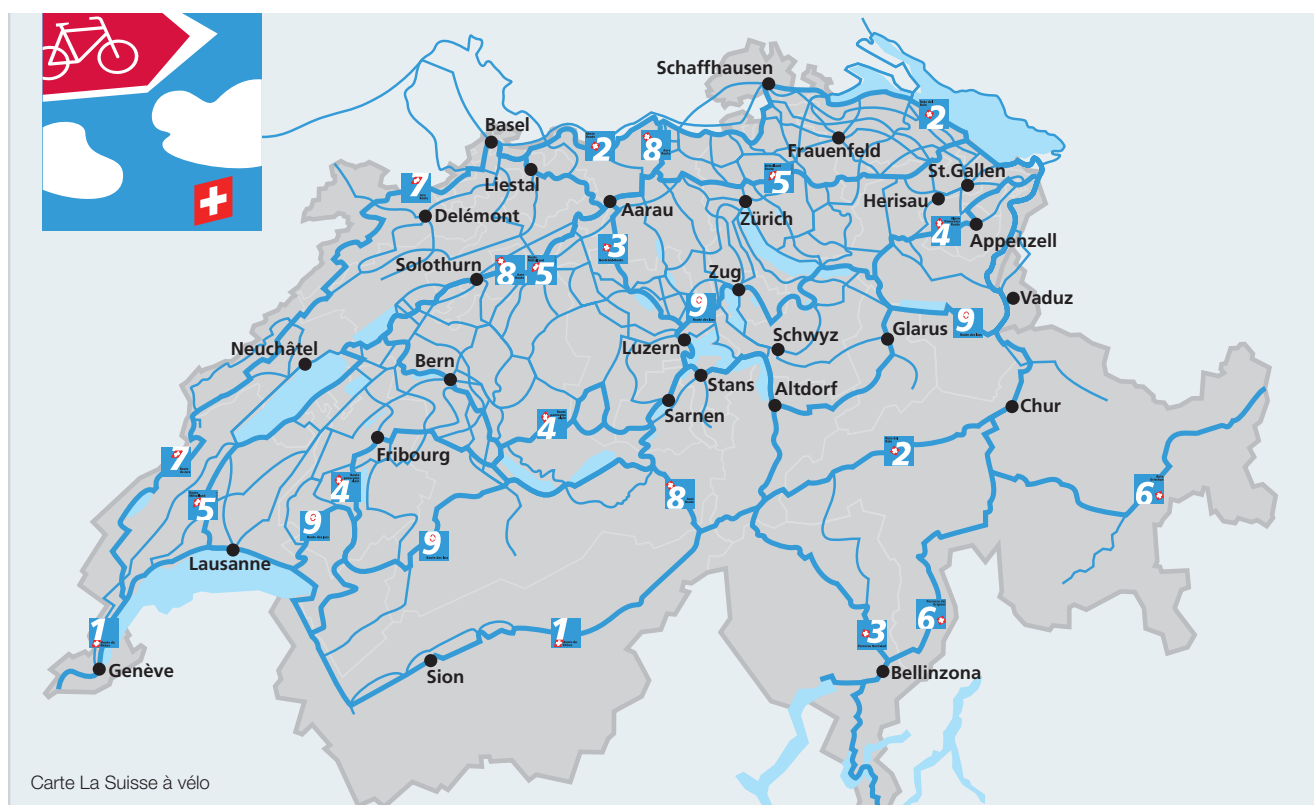 Schaffhausen
2
Basel
2
8
Frauenfeld
St.Gallen
7
Liestal
5
Herisau
Delémont
Aarau
Zürich
4
Appenzell
3
Solothurn
8
5
Zug
Vaduz
9
9
Neuchâtel
Luzern
Schwyz
Glarus
Bern
Stans
Altdorf
Sarnen
Chur
4
Fribourg
2
7
4
8
6
5
9
9
Lausanne
6
1
1
3
Genève
Sion
Bellinzona
Carte La Suisse à vélo